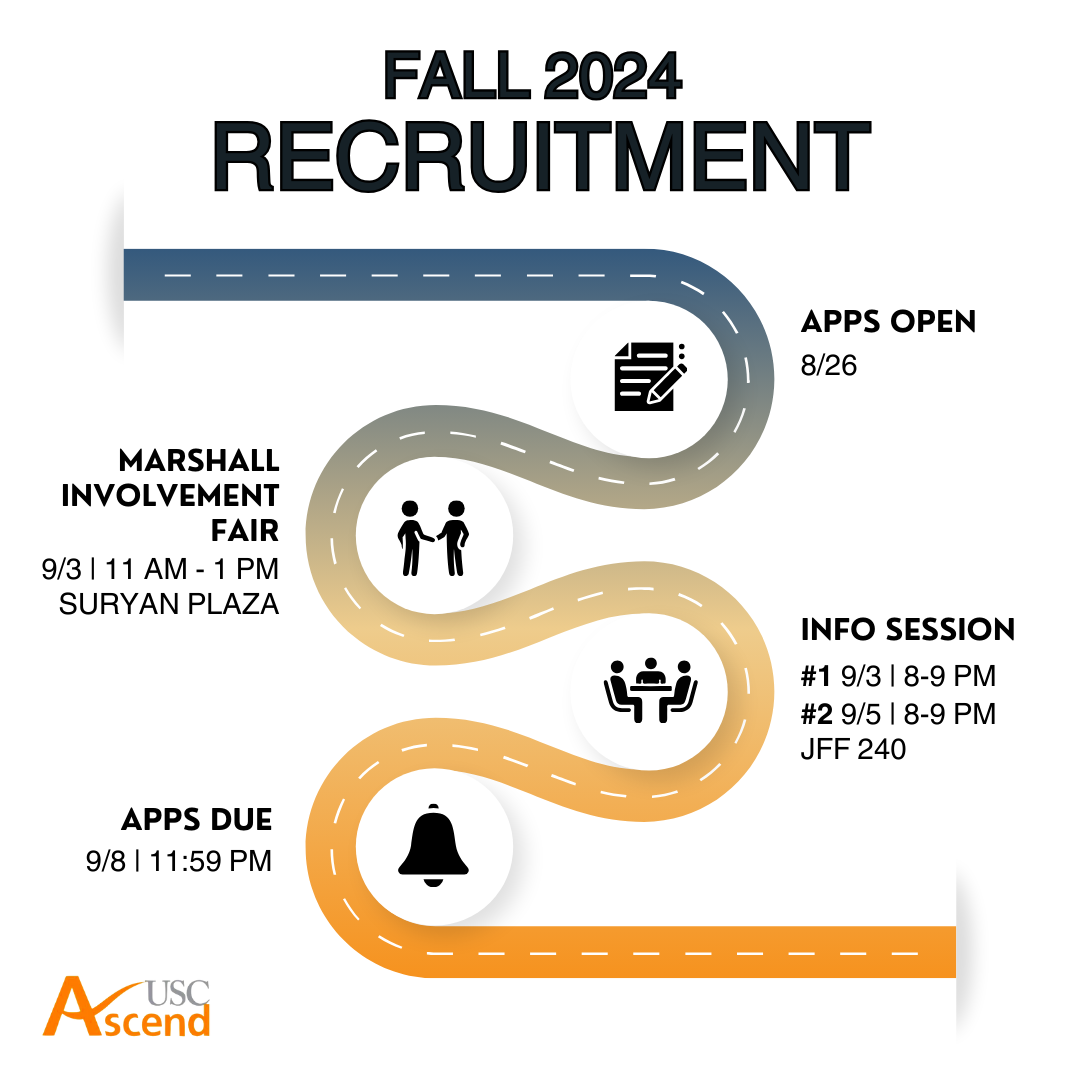 FALL 2024
RECRUITMENT
APPS OPEN
8/26
MARSHALL
INVOLVEMENT
FAIR
9/3 | 11 AM - 1 PM
SURYAN PLAZA
INFO SESSION
#1 9/3 | 8-9 PM
#2 9/5 | 8-9 PM
JFF 240
APPS DUE
9/8 | 11:59 PM
USC
Ascend